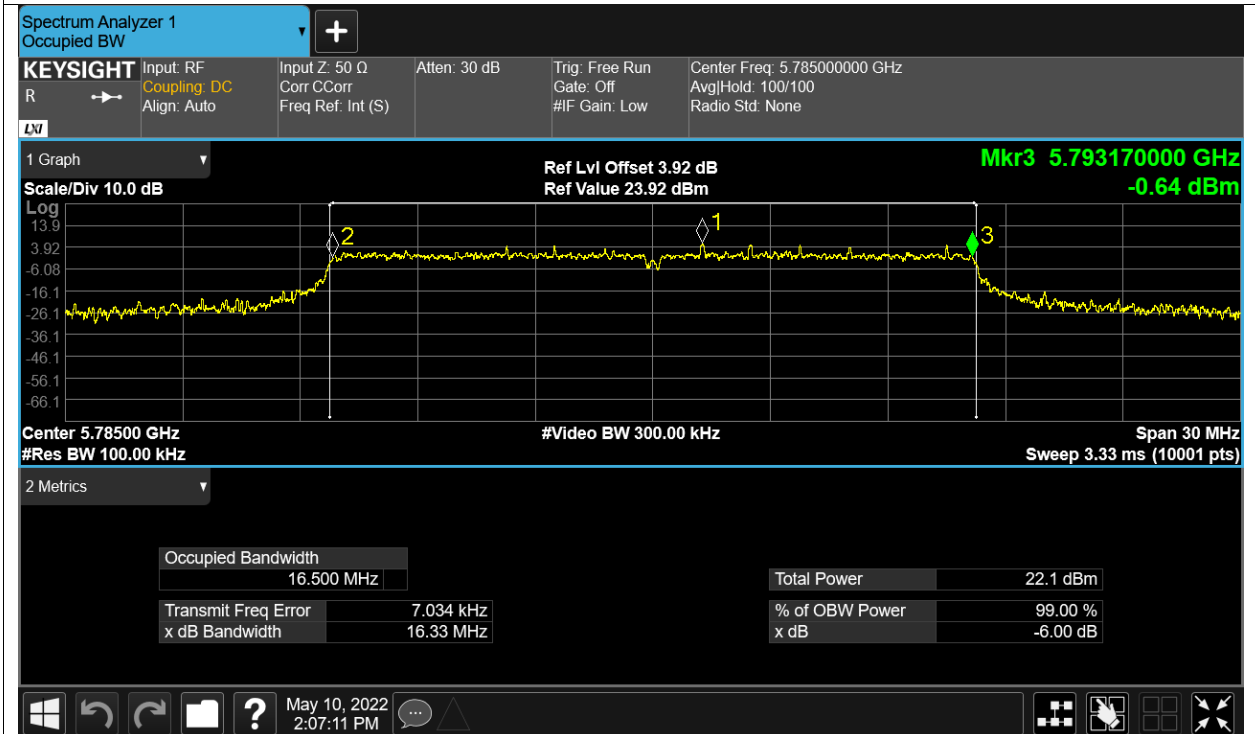 Spectrum Analyzer 1
Occupied BW
KEYSIGHT
R
LXI
Input: RF
Coupling: DC
Align: Auto
Input Z: 50 Ω
Corr CCorr
Freq Ref: Int (S)
Atten: 30 dB
Trig: Free Run
Gate: Off
#IF Gain: Low
Center Freq: 5.785000000 GHz
Avg|Hold: 100/100
Radio Std: None
1 Graph
Scale/Div 10.0 dB
Ref Lvl Offset 3.92 dB
Ref Value 23.92 dBm
Mkr3 5.793170000 GHz
-0.64 dBm
Log
13.9
3.92
-6.08
-16.1
-26.1
-36.1
-46.1
-56.1
-66.1
2
1
3
Center 5.78500 GHz
#Res BW 100.00 kHz
#Video BW 300.00 kHz
Span 30 MHz
Sweep 3.33 ms (10001 pts)
2 Metrics
Occupied Bandwidth
16.500 MHz
Transmit Freq Error 7.034 kHz
x dB Bandwidth 16.33 MHz
Total Power 22.1 dBm
% of OBW Power 99.00 %
x dB -6.00 dB
?
May 10, 2022
2:07:11 PM